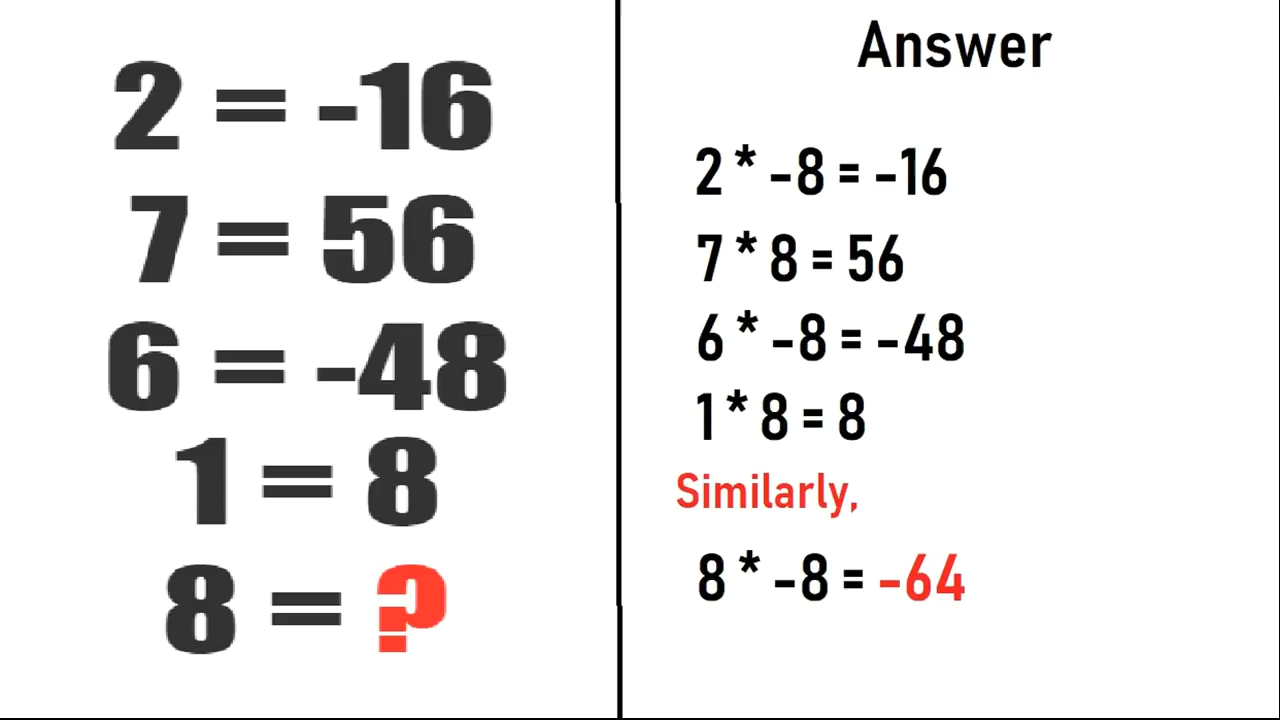 2 = -16
7 = 56
6 = -48
1 = 8
8 = ?
Answer
2 * -8 = -16
7 * 8 = 56
6 * -8 = -48
1 * 8 = 8
Similarly,
8 * -8 = -64